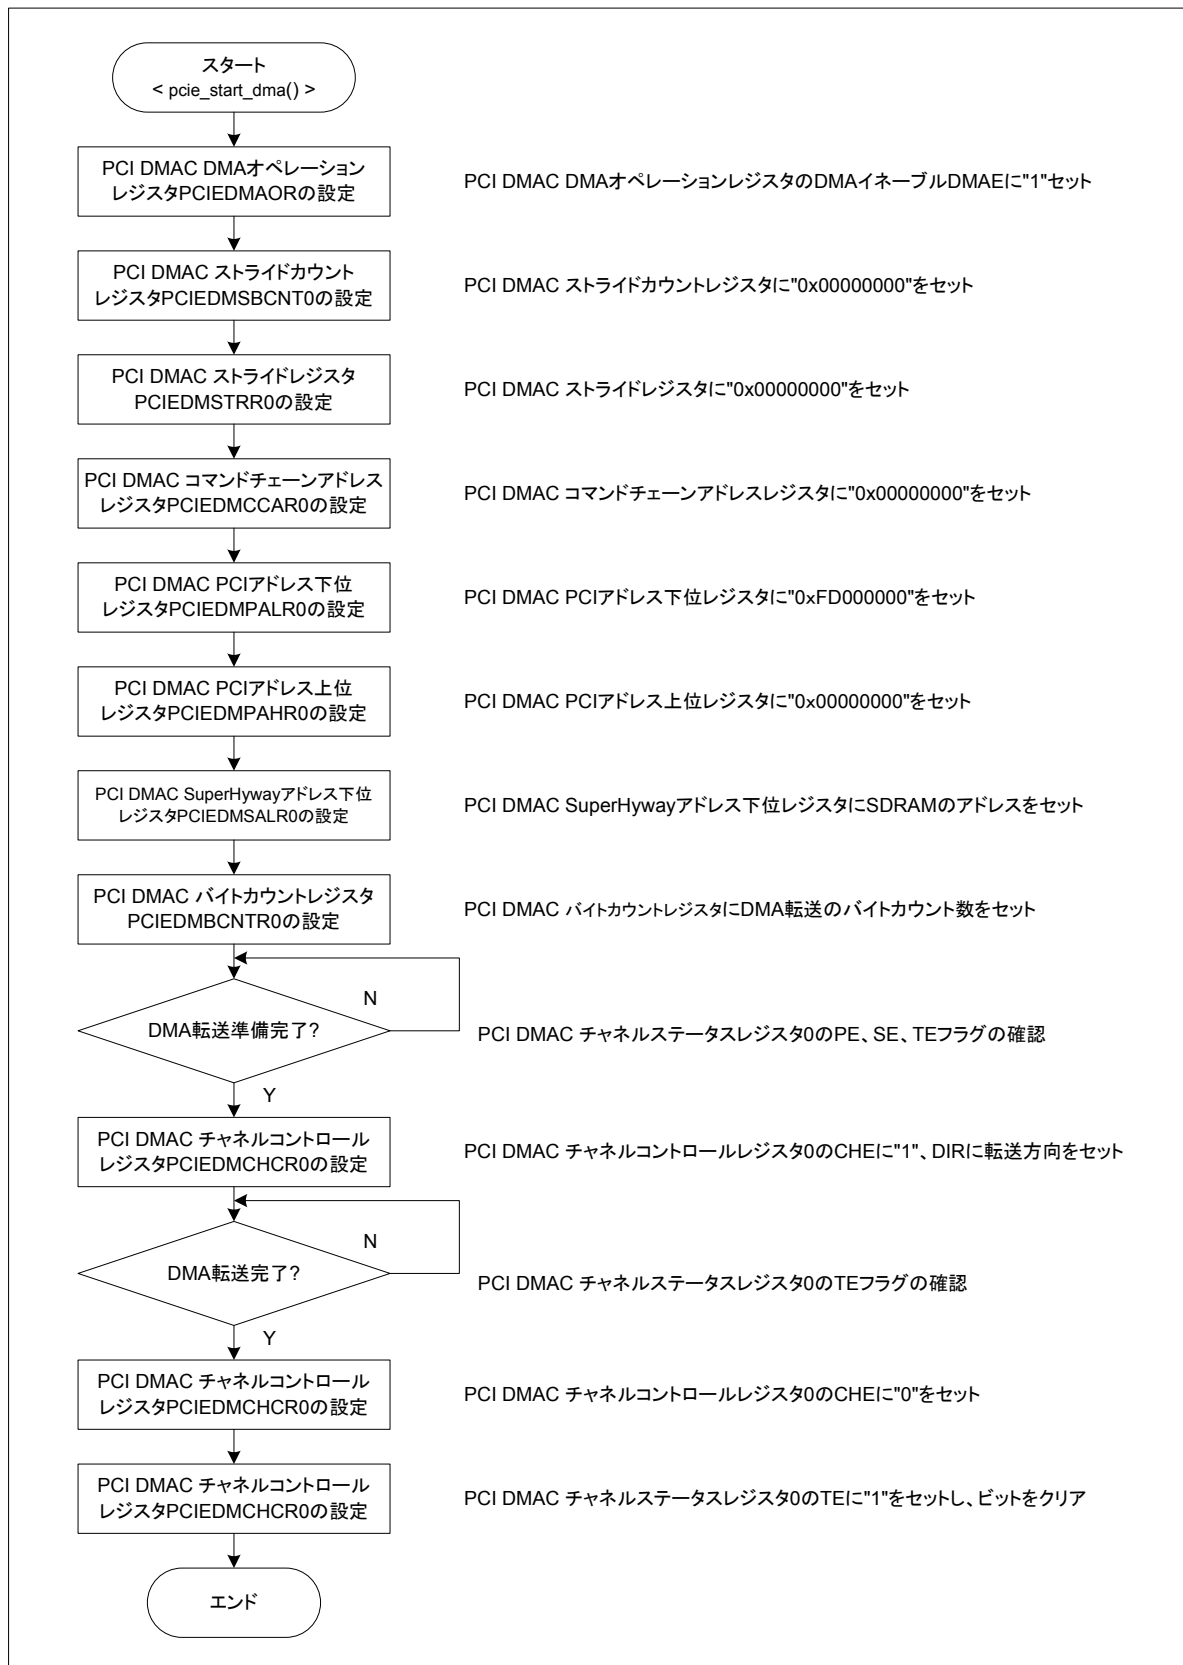 スタート
< pcie_start_dma() >
PCI DMAC DMAオペレーション
レジスタPCIEDMAORの設定
PCI DMAC DMAオペレーションレジスタのDMAイネーブルDMAEに"1"セット
PCI DMAC ストライドカウント
レジスタPCIEDMSBCNT0の設定
PCI DMAC ストライドカウントレジスタに"0x00000000"をセット
PCI DMAC ストライドレジスタ
PCIEDMSTRR0の設定
PCI DMAC ストライドレジスタに"0x00000000"をセット
PCI DMAC コマンドチェーンアドレス
レジスタPCIEDMCCAR0の設定
PCI DMAC コマンドチェーンアドレスレジスタに"0x00000000"をセット
PCI DMAC PCIアドレス下位
レジスタPCIEDMPALR0の設定
PCI DMAC PCIアドレス下位レジスタに"0xFD000000"をセット
PCI DMAC PCIアドレス上位
レジスタPCIEDMPAHR0の設定
PCI DMAC PCIアドレス上位レジスタに"0x00000000"をセット
PCI DMAC SuperHywayアドレス下位
レジスタPCIEDMSALR0の設定
PCI DMAC SuperHywayアドレス下位レジスタにSDRAMのアドレスをセット
PCI DMAC バイトカウントレジスタ
PCIEDMBCNTR0の設定
PCI DMAC バイトカウントレジスタにDMA転送のバイトカウント数をセット
N
DMA転送準備完了?
PCI DMAC チャネルステータスレジスタ0のPE、SE、TEフラグの確認
Y
PCI DMAC チャネルコントロール
レジスタPCIEDMCHCR0の設定
PCI DMAC チャネルコントロールレジスタ0のCHEに"1"、DIRに転送方向をセット
N
DMA転送完了?
PCI DMAC チャネルステータスレジスタ0のTEフラグの確認
Y
PCI DMAC チャネルコントロール
レジスタPCIEDMCHCR0の設定
PCI DMAC チャネルコントロールレジスタ0のCHEに"0"をセット
PCI DMAC チャネルコントロール
レジスタPCIEDMCHCR0の設定
PCI DMAC チャネルステータスレジスタ0のTEに"1"をセットし、ビットをクリア
エンド